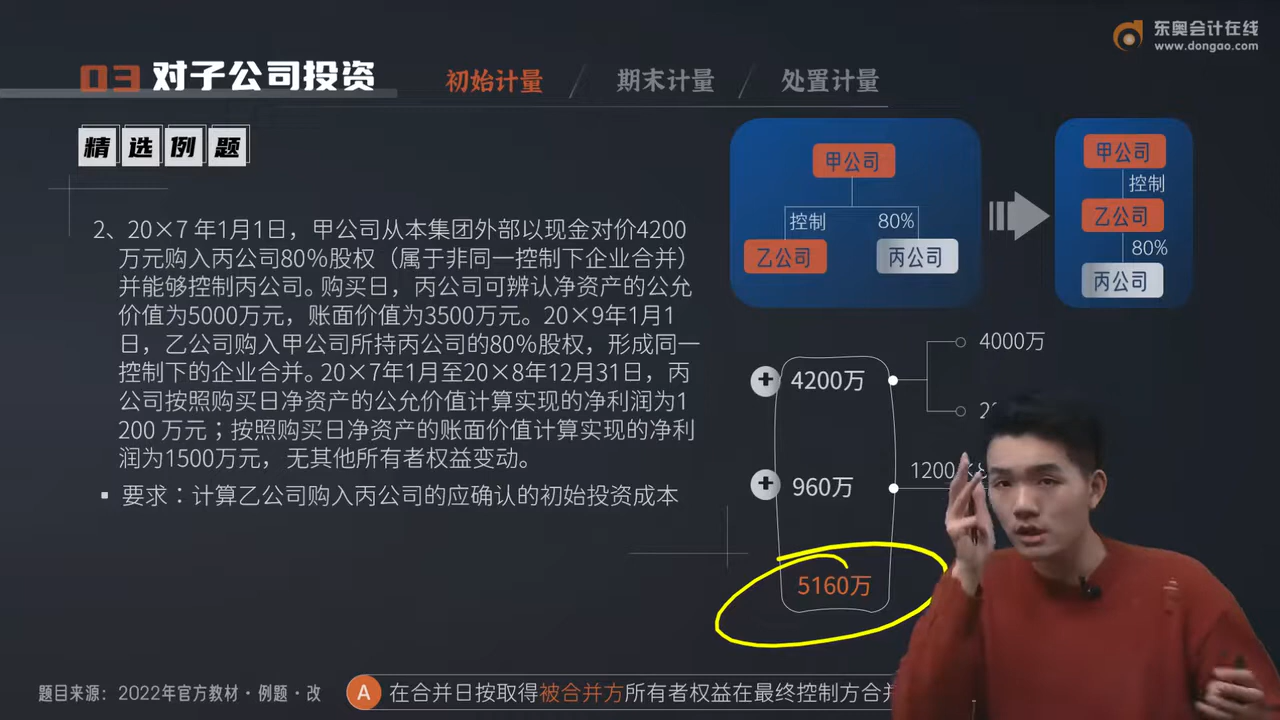 东奥会计在线
www.dongao.com
03 对子公司投资
初始计量 / 期末计量 / 处置计量
精选例题
2、20×7 年1月1日，甲公司从本集团外部以现金对价4200
万元购入丙公司80%股权（属于非同一控制下企业合并）
并能够控制丙公司。购买日，丙公司可辨认净资产的公允
价值为5000万元，账面价值为3500万元。20×9年1月1
日，乙公司购入甲公司所持丙公司的80%股权，形成同一
控制下的企业合并。20×7年1月至20×8年12月31日，丙
公司按照购买日净资产的公允价值计算实现的净利润为1
200 万元；按照购买日净资产的账面价值计算实现的净利
润为1500万元，无其他所有者权益变动。
▪ 要求：计算乙公司购入丙公司的应确认的初始投资成本
甲公司
控制
80%
乙公司
丙公司
甲公司
控制
乙公司
80%
丙公司
4000万
+ 4200万
1200
+ 960万
5160万
题目来源：2022年官方教材·例题·改
A 在合并日按取得被合并方所有者权益在最终控制方合